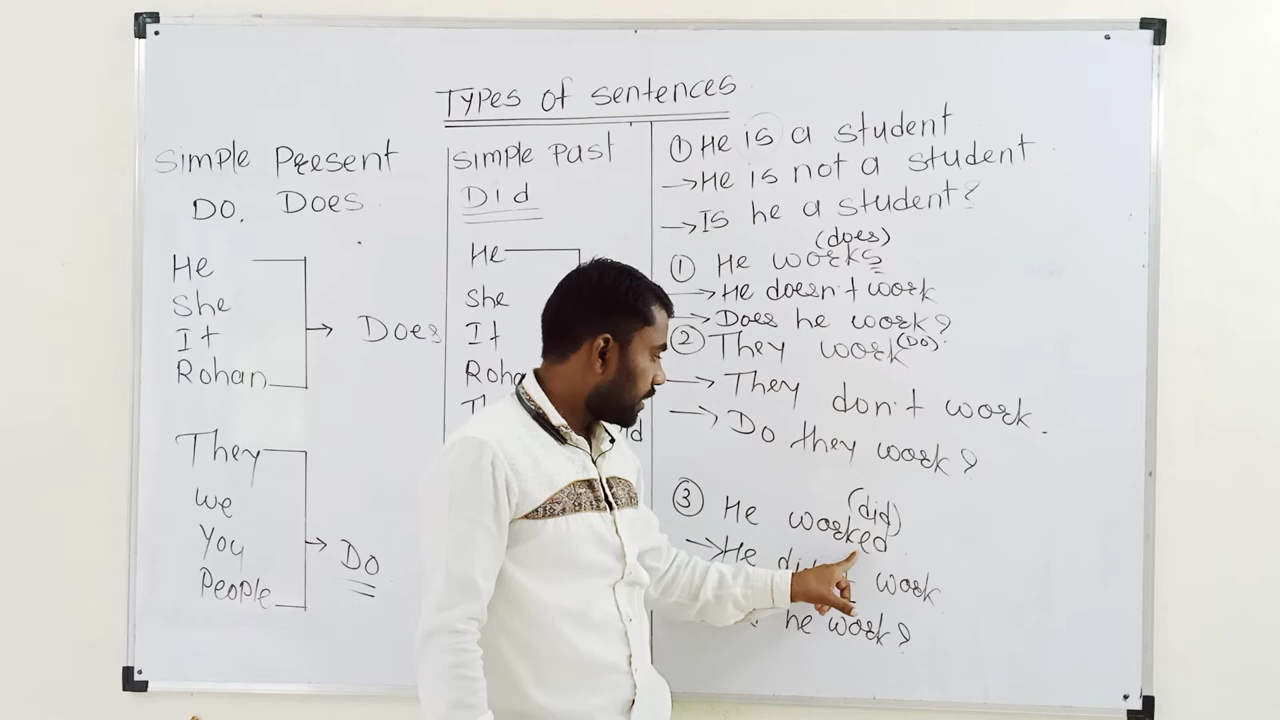 Types of sentences
Simple Present
DO, Does
He
She
It
Rohan
Does
They
we
You
People
Do
Simple Past
Did
He
She
It
① He is a student
→ He is not a student
→ Is he a student?
(does)
① He works
→ He doesn't work
→ Does he work?
② They work (Do)
→ They don't work.
→ Do they work?
③ He worked (did)
→ He work
he work?